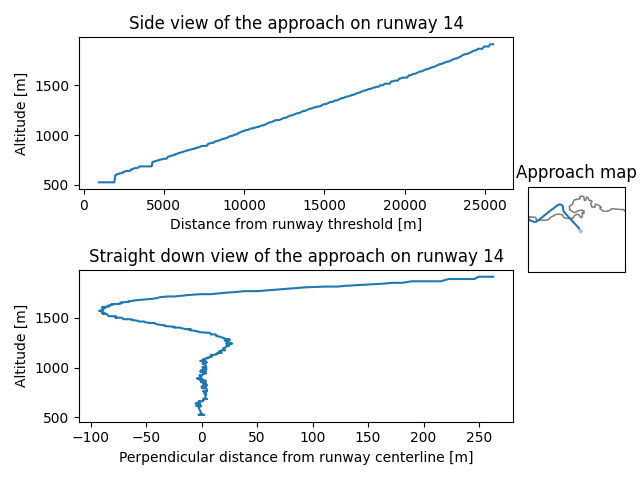 Side view of the approach on runway 14
Altitude [m]
1500
1000
500
0 5000 10000 15000 20000 25000
Distance from runway threshold [m]
Approach map
Straight down view of the approach on runway 14
Altitude [m]
1500
1000
500
−100 −50 0 50 100 150 200 250
Perpendicular distance from runway centerline [m]